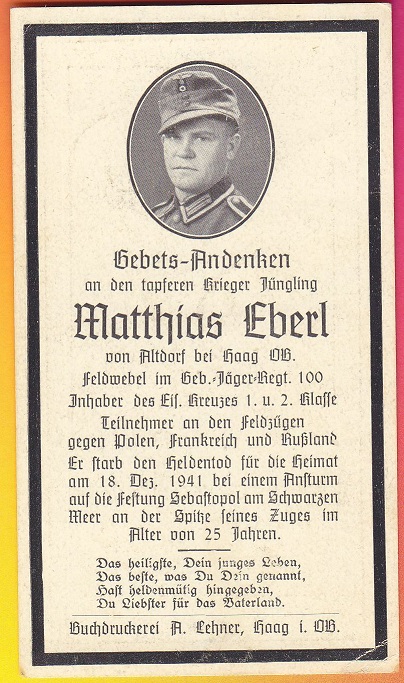 Gebets-Andenken
an den tapferen Krieger Jüngling
Matthias Eberl
von Altdorf bei Haag OB.
Feldwebel im Geb.-Jäger-Regt. 100
Inhaber des Eis. Kreuzes 1. u. 2. Klasse
Teilnehmer an den Feldzügen
gegen Polen, Frankreich und Rußland
Er starb den Heldentod für die Heimat
am 18. Dez. 1941 bei einem Ansturm
auf die Festung Sebastopol am Schwarzen
Meer an der Spitze seines Zuges im
Alter von 25 Jahren.
Das heiligste, Dein junges Leben,
Das beste, was Du Dein genannt,
Hast heldenmütig hingegeben,
Du Liebster für das Vaterland.
Buchdruckerei A. Lehner, Haag i. OB.